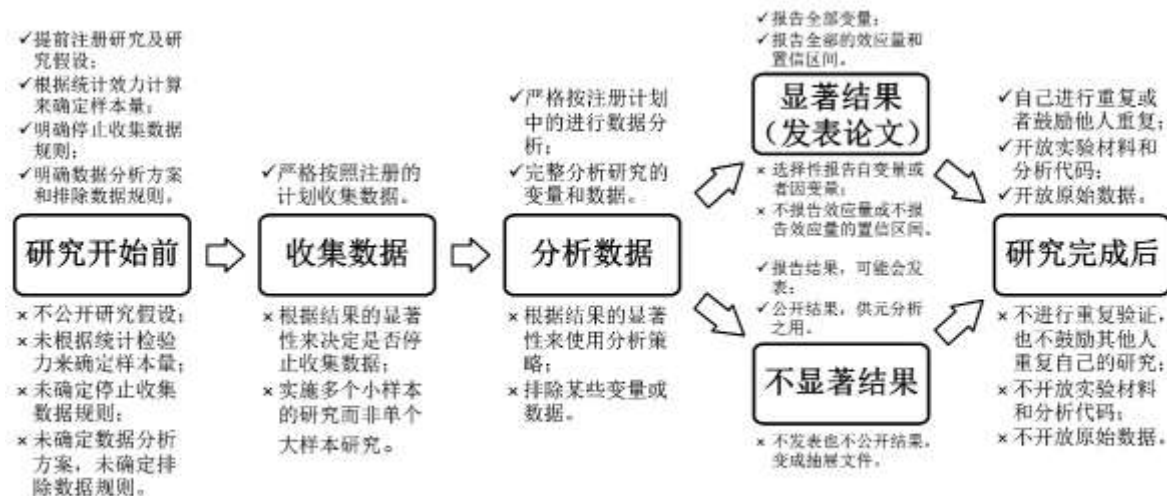 ✓提前注册研究及研
究假设；
✓根据统计效力计算
来确定样本量；
✓明确停止收集数据
规则；
✓明确数据分析方案
和排除数据规则。
研究开始前
×不公开研究假设；
×未根据统计检验
力来确定样本量；
×未确定停止收集
数据规则；
×未确定数据分析
方案，未确定排
除数据规则。
✓严格按照注册的
计划收集数据。
收集数据
×根据结果的显著
性来决定是否停
止收集数据；
×实施多个小样本
的研究而非单个
大样本研究。
✓严格按注册计划
中的进行数据分
析；
✓完整分析研究的
变量和数据。
分析数据
×根据结果的显著
性来使用分析策
略；
×排除某些变量或
数据。
✓报告全部变量；
✓报告全部的效应量和
置信区间。
显著结果
（发表论文）
×选择性报告自变量或
者因变量；
×不报告效应量或不报
告效应量的置信区间。
✓报告结果，可能会发
表；
✓公开结果，供元分析
之用。
不显著结果
×不发表也不公开结果，
变成抽屉文件。
✓自己进行重复或
者鼓励他人重复；
✓开放实验材料和
分析代码；
✓开放原始数据。
研究完成后
×不进行重复验证，
也不鼓励其他人
重复自己的研究；
×不开放实验材料
和分析代码；
×不开放原始数据。